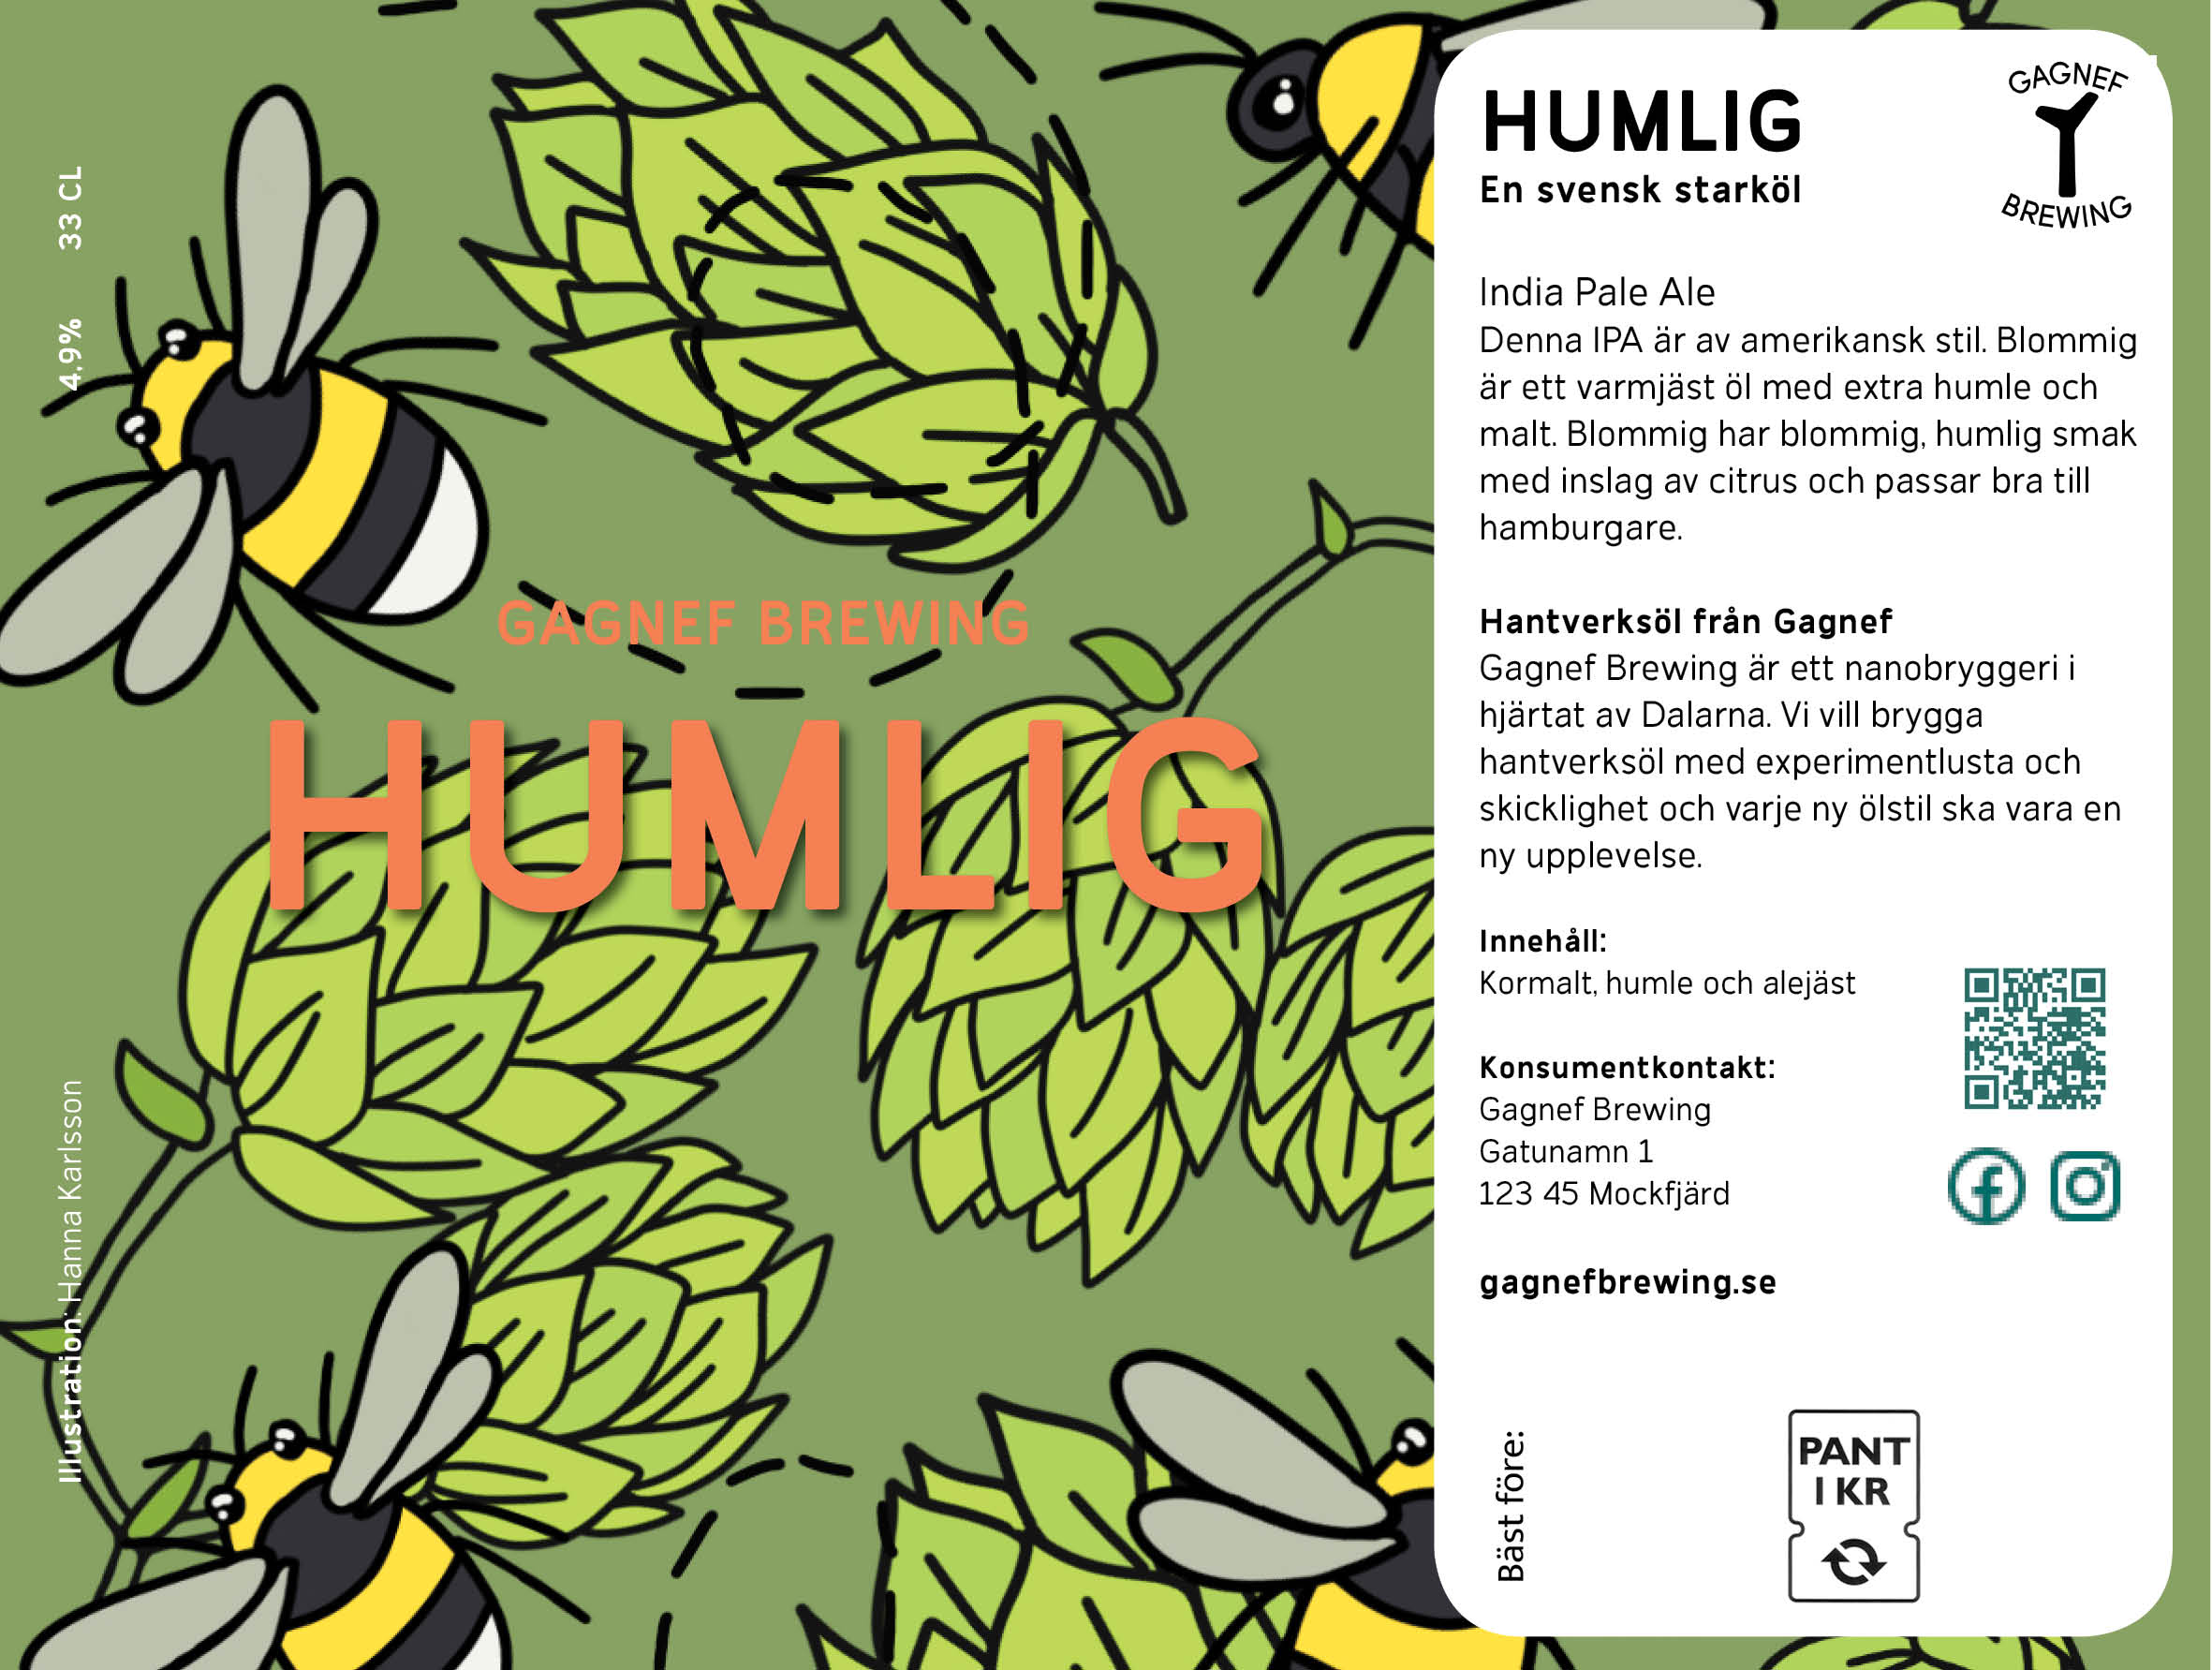 4,9% 33 CL
Illustration: Hanna Karlsson
GAGNEF BREWING
HUMLIG
HUMLIG
En svensk starköl
GAGNEF
BREWING
India Pale Ale
Denna IPA är av amerikansk stil. Blommig
är ett varmjäst öl med extra humle och
malt. Blommig har blommig, humlig smak
med inslag av citrus och passar bra till
hamburgare.
Hantverksöl från Gagnef
Gagnef Brewing är ett nanobryggeri i
hjärtat av Dalarna. Vi vill brygga
hantverksöl med experimentlusta och
skicklighet och varje ny ölstil ska vara en
ny upplevelse.
Innehåll:
Kormalt, humle och alejäst
Konsumentkontakt:
Gagnef Brewing
Gatunamn 1
123 45 Mockfjärd
gagnefbrewing.se
Bäst före:
PANT
I KR